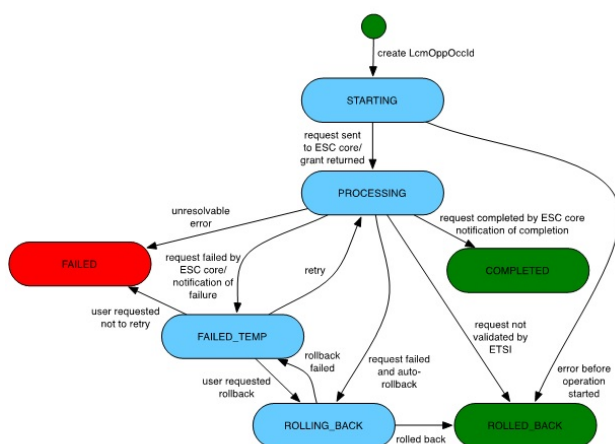 create LcmOppOccId
STARTING
request sent
to ESC core/
grant returned
PROCESSING
unresolvable
error
request completed by ESC core
notification of completion
FAILED
request failed by
ESC core/
notification of
failure
retry
COMPLETED
user requested
not to retry
FAILED_TEMP
request not
validated by
ETSI
rollback
failed
request failed
and auto-
rollback
error before
operation
started
user requested
rollback
ROLLING_BACK
rolled back
ROLLED_BACK